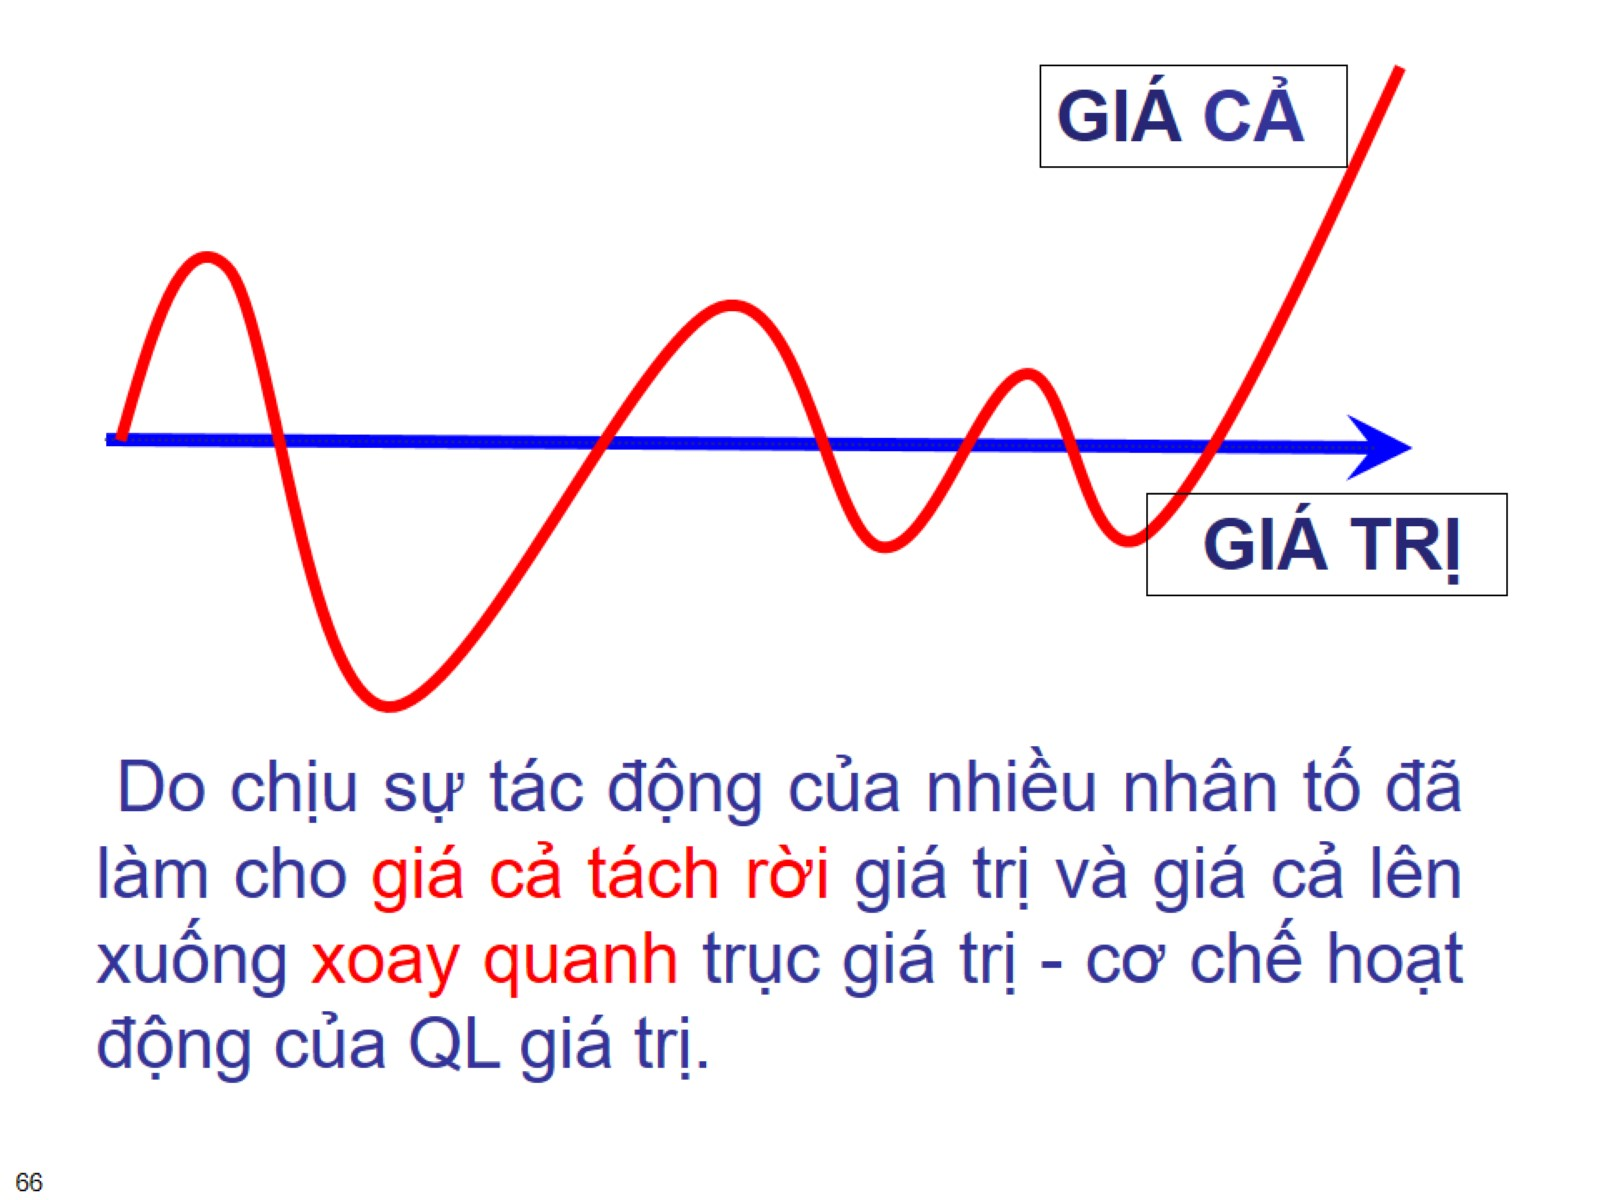 GIÁ CẢ
GIÁ TRỊ
Do chịu sự tác động của nhiều nhân tố đã
làm cho giá cả tách rời giá trị và giá cả lên
xuống xoay quanh trục giá trị - cơ chế hoạt
động của QL giá trị.
66